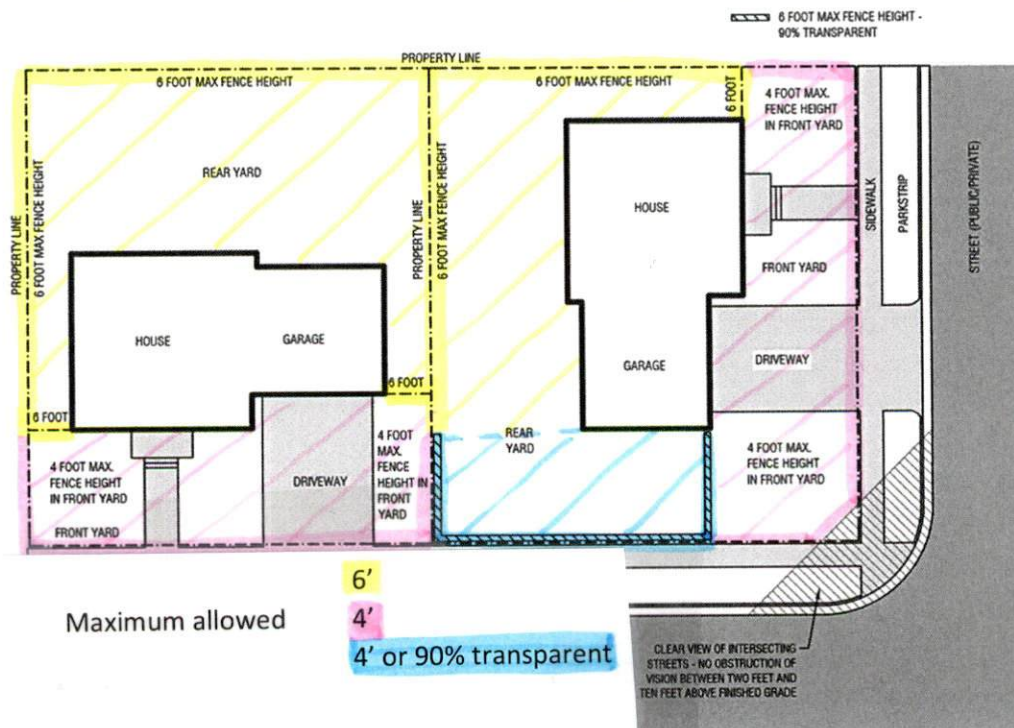 6 FOOT MAX FENCE HEIGHT -
90% TRANSPARENT
PROPERTY LINE
6 FOOT MAX FENCE HEIGHT
6 FOOT MAX FENCE HEIGHT
6 FOOT
4 FOOT MAX.
FENCE HEIGHT
IN FRONT YARD
PROPERTY LINE
6 FOOT MAX FENCE HEIGHT
REAR YARD
PROPERTY LINE
6 FOOT MAX FENCE HEIGHT
HOUSE
SIDEWALK
PARKSTRIP
STREET (PUBLIC/PRIVATE)
FRONT YARD
HOUSE
GARAGE
GARAGE
DRIVEWAY
6 FOOT
6 FOOT
4 FOOT MAX.
FENCE HEIGHT
IN FRONT YARD
FRONT YARD
DRIVEWAY
4 FOOT
MAX.
FENCE
HEIGHT IN
FRONT
YARD
REAR
YARD
4 FOOT MAX.
FENCE HEIGHT
IN FRONT YARD
Maximum allowed
6'
4'
4' or 90% transparent
CLEAR VIEW OF INTERSECTING
STREETS - NO OBSTRUCTION OF
VISION BETWEEN TWO FEET AND
TEN FEET ABOVE FINISHED GRADE